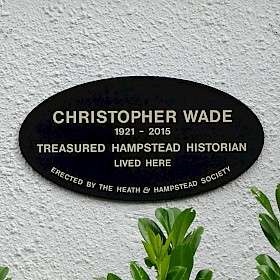 CHRISTOPHER WADE
1921 - 2015
TREASURED HAMPSTEAD HISTORIAN
LIVED HERE
ERECTED BY THE HEATH & HAMPSTEAD SOCIETY